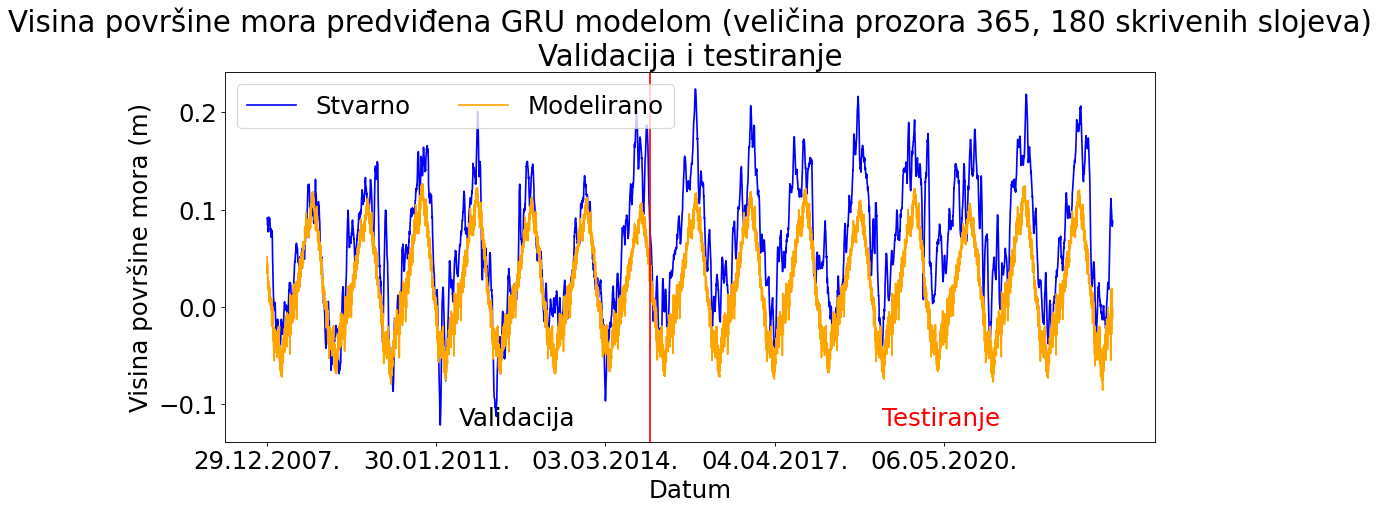 Visina površine mora predviđena GRU modelom (veličina prozora 365, 180 skrivenih slojeva)
Validacija i testiranje
Stvarno
Modelirano
Visina površine mora (m)
0.2
0.1
0.0
−0.1
Validacija
Testiranje
29.12.2007.
30.01.2011.
03.03.2014.
04.04.2017.
06.05.2020.
Datum